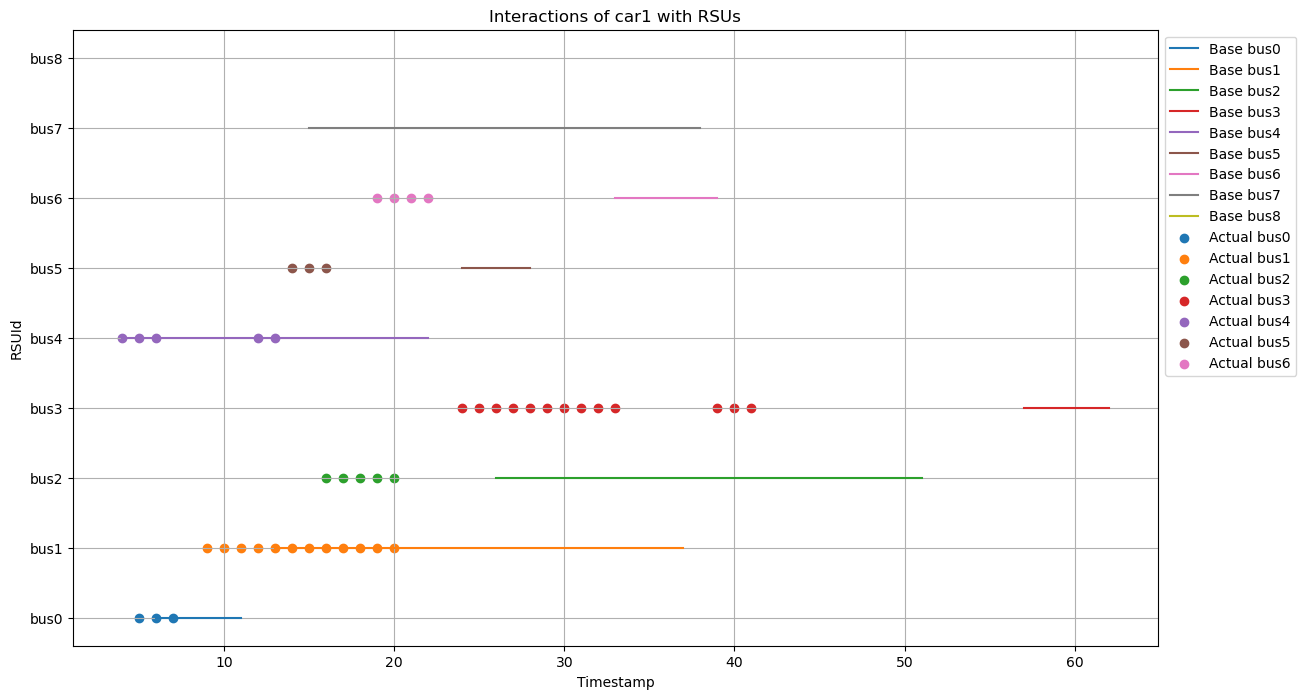 Interactions of car1 with RSUs
RSUId
bus8
bus7
bus6
bus5
bus4
bus3
bus2
bus1
bus0
10 20 30 40 50 60
Timestamp
Base bus0
Base bus1
Base bus2
Base bus3
Base bus4
Base bus5
Base bus6
Base bus7
Base bus8
Actual bus0
Actual bus1
Actual bus2
Actual bus3
Actual bus4
Actual bus5
Actual bus6